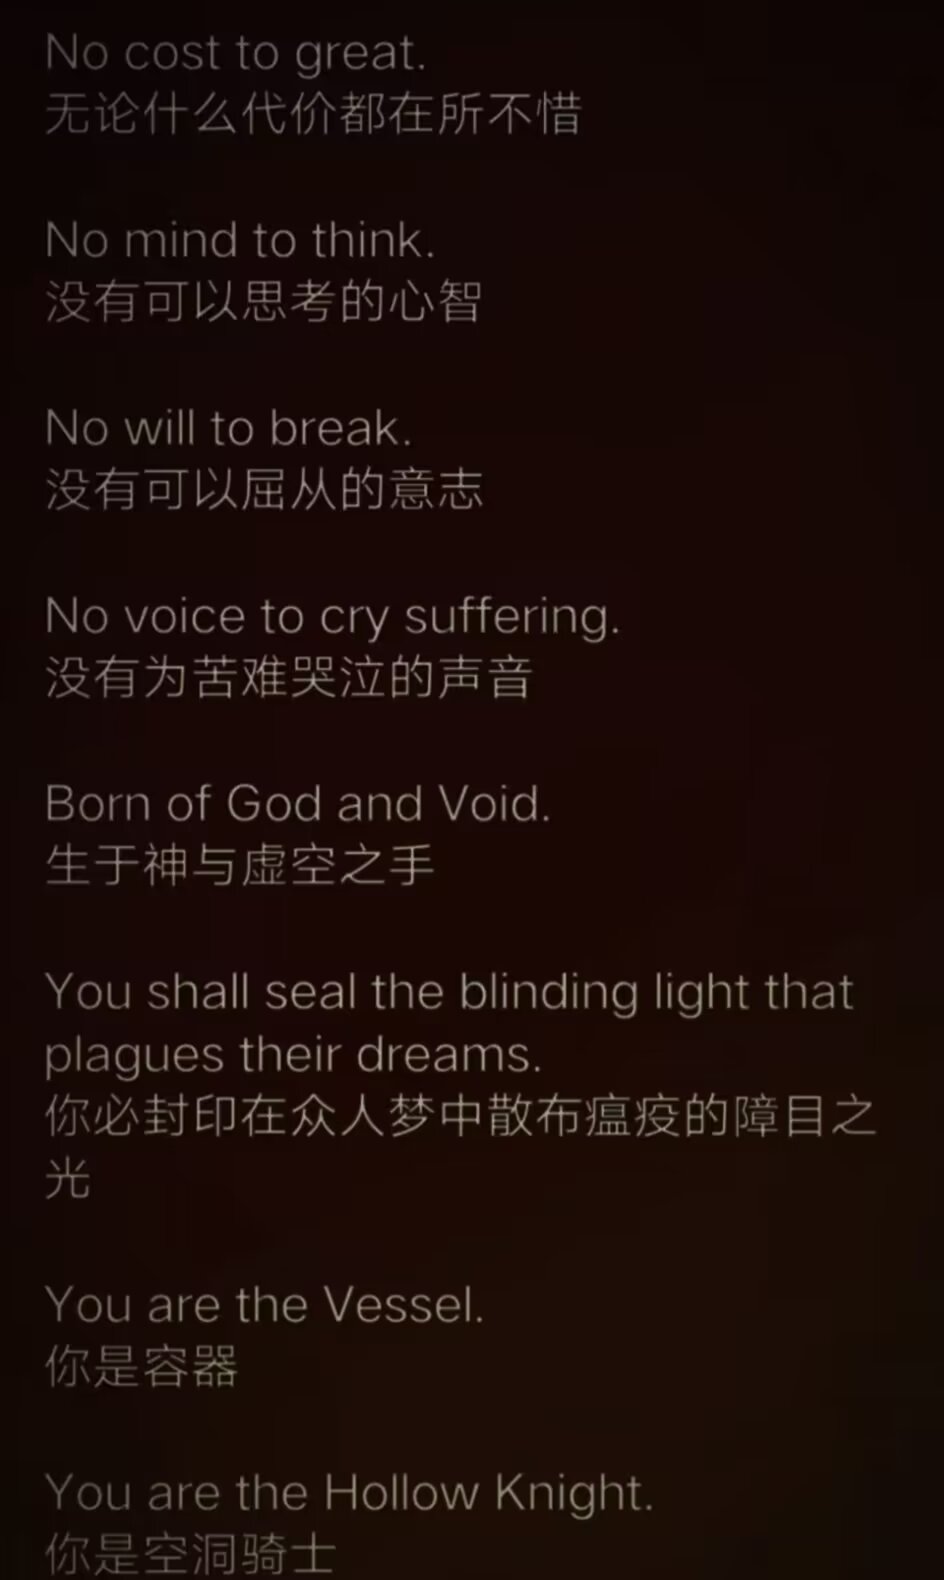 No cost to great.
无论什么代价都在所不惜
No mind to think.
没有可以思考的心智
No will to break.
没有可以屈从的意志
No voice to cry suffering.
没有为苦难哭泣的声音
Born of God and Void.
生于神与虚空之手
You shall seal the blinding light that
plagues their dreams.
你必封印在众人梦中散布瘟疫的障目之
光
You are the Vessel.
你是容器
You are the Hollow Knight.
你是空洞骑士